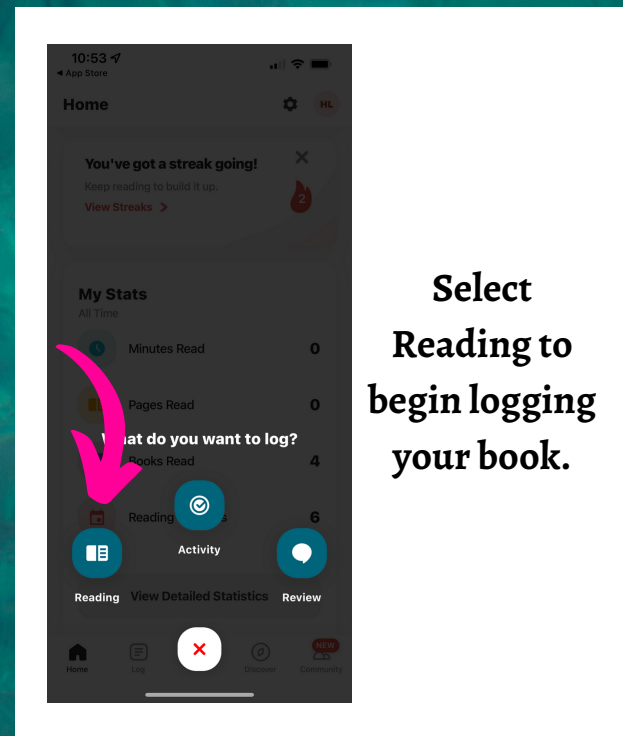 10:53
◀ App Store
Home
HL
You've got a streak going!
Keep reading to build it up.
View Streaks >
2
My Stats
All Time
Minutes Read 0
Pages Read 0
What do you want to log?
Books Read 4
Reading 6
Activity
Reading
View Detailed Statistics
Review
Home
Log
Discover
NEW
Community
Select
Reading to
begin logging
your book.